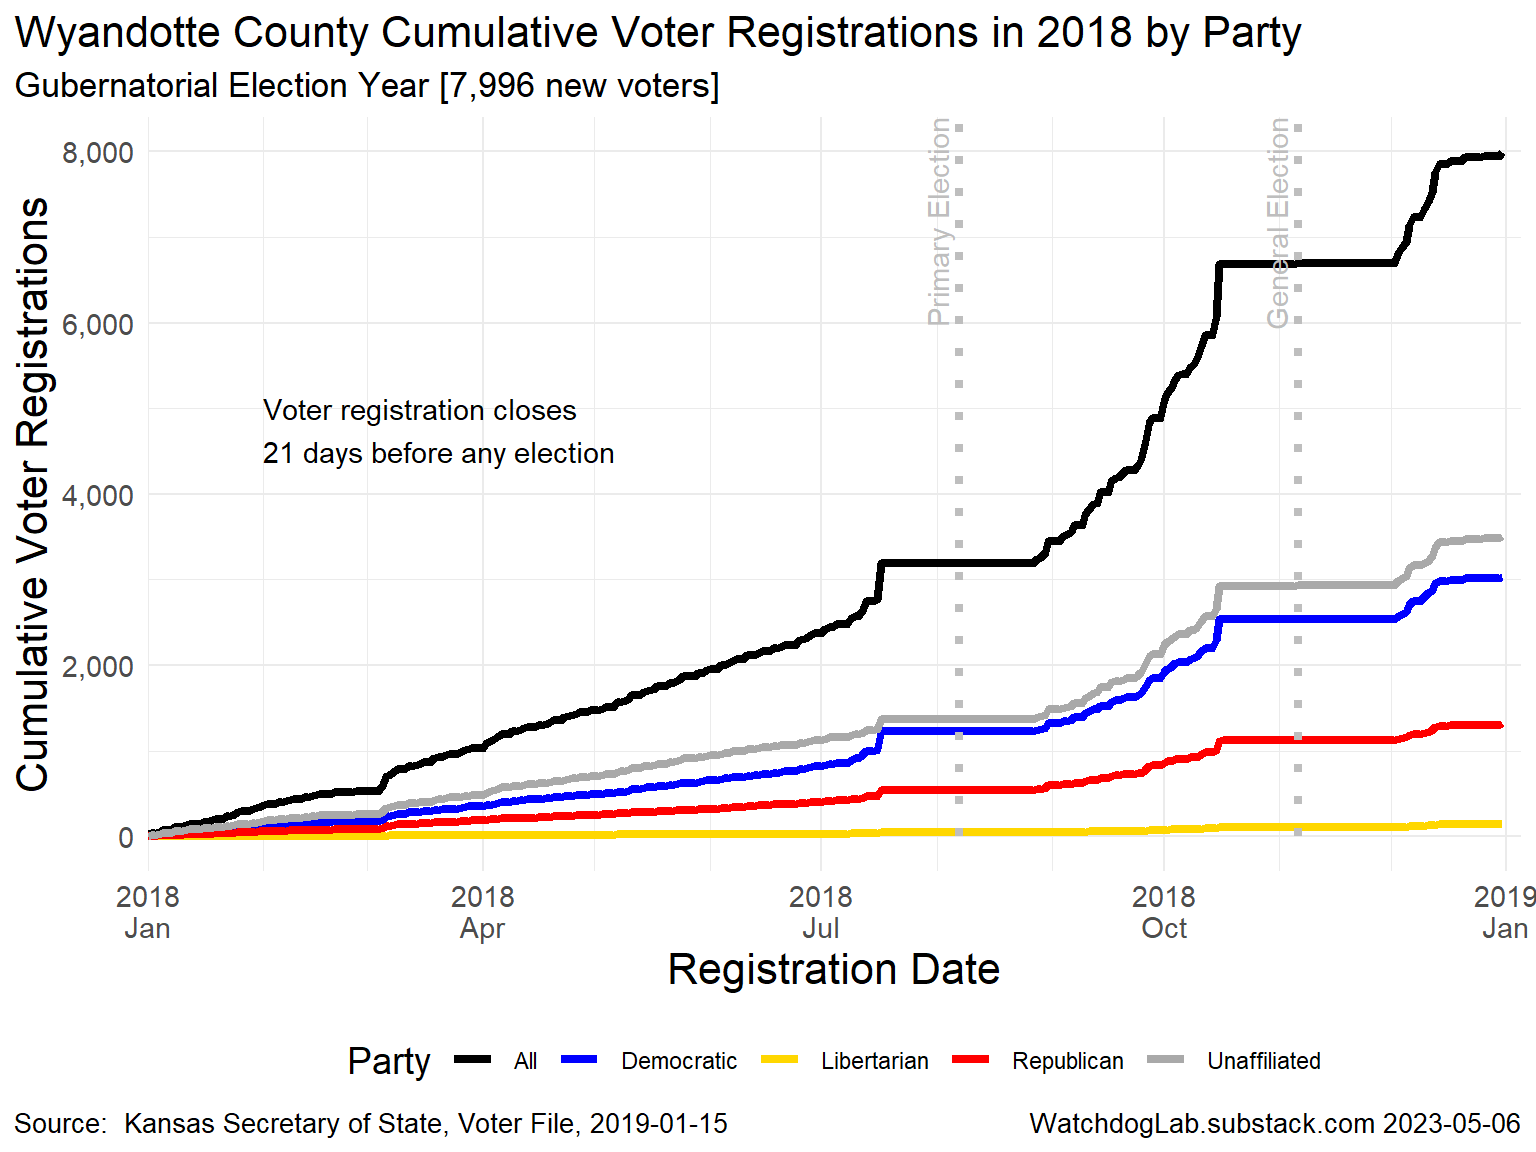 Wyandotte County Cumulative Voter Registrations in 2018 by Party
Gubernatorial Election Year [7,996 new voters]
Cumulative Voter Registrations
8,000
6,000
4,000
2,000
0
Primary Election
General Election
Voter registration closes
21 days before any election
2018 2018 2018 2018 2019
Jan Apr Jul Oct Jan
Registration Date
Party All Democratic Libertarian Republican Unaffiliated
Source:  Kansas Secretary of State, Voter File, 2019-01-15
WatchdogLab.substack.com 2023-05-06